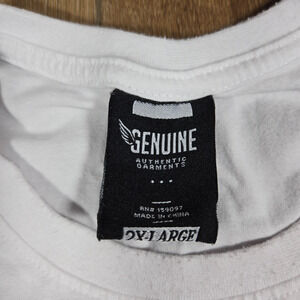 GENUINE
AUTHENTIC
GARMENTS
RN# 159097
MADE IN CHINA
2X-LARGE